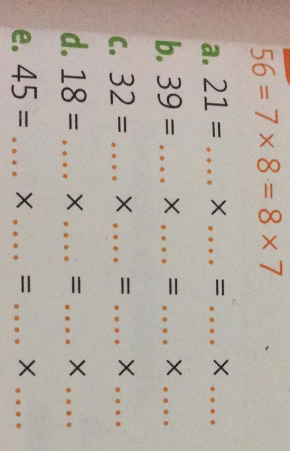 56 = 7 × 8 = 8 × 7
a. 21 = .... × .... = .... × ....
b. 39 = .... × .... = .... × ....
c. 32 = .... × .... = .... × ....
d. 18 = .... × .... = .... × ....
e. 45 = .... × .... = .... × ....